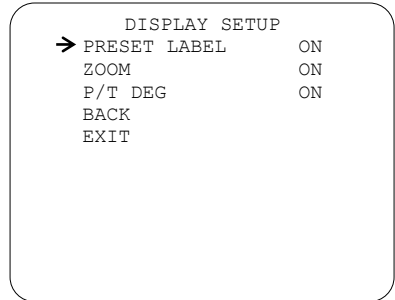 DISPLAY SETUP
PRESET LABEL ON
ZOOM ON
P/T DEG ON
BACK
EXIT